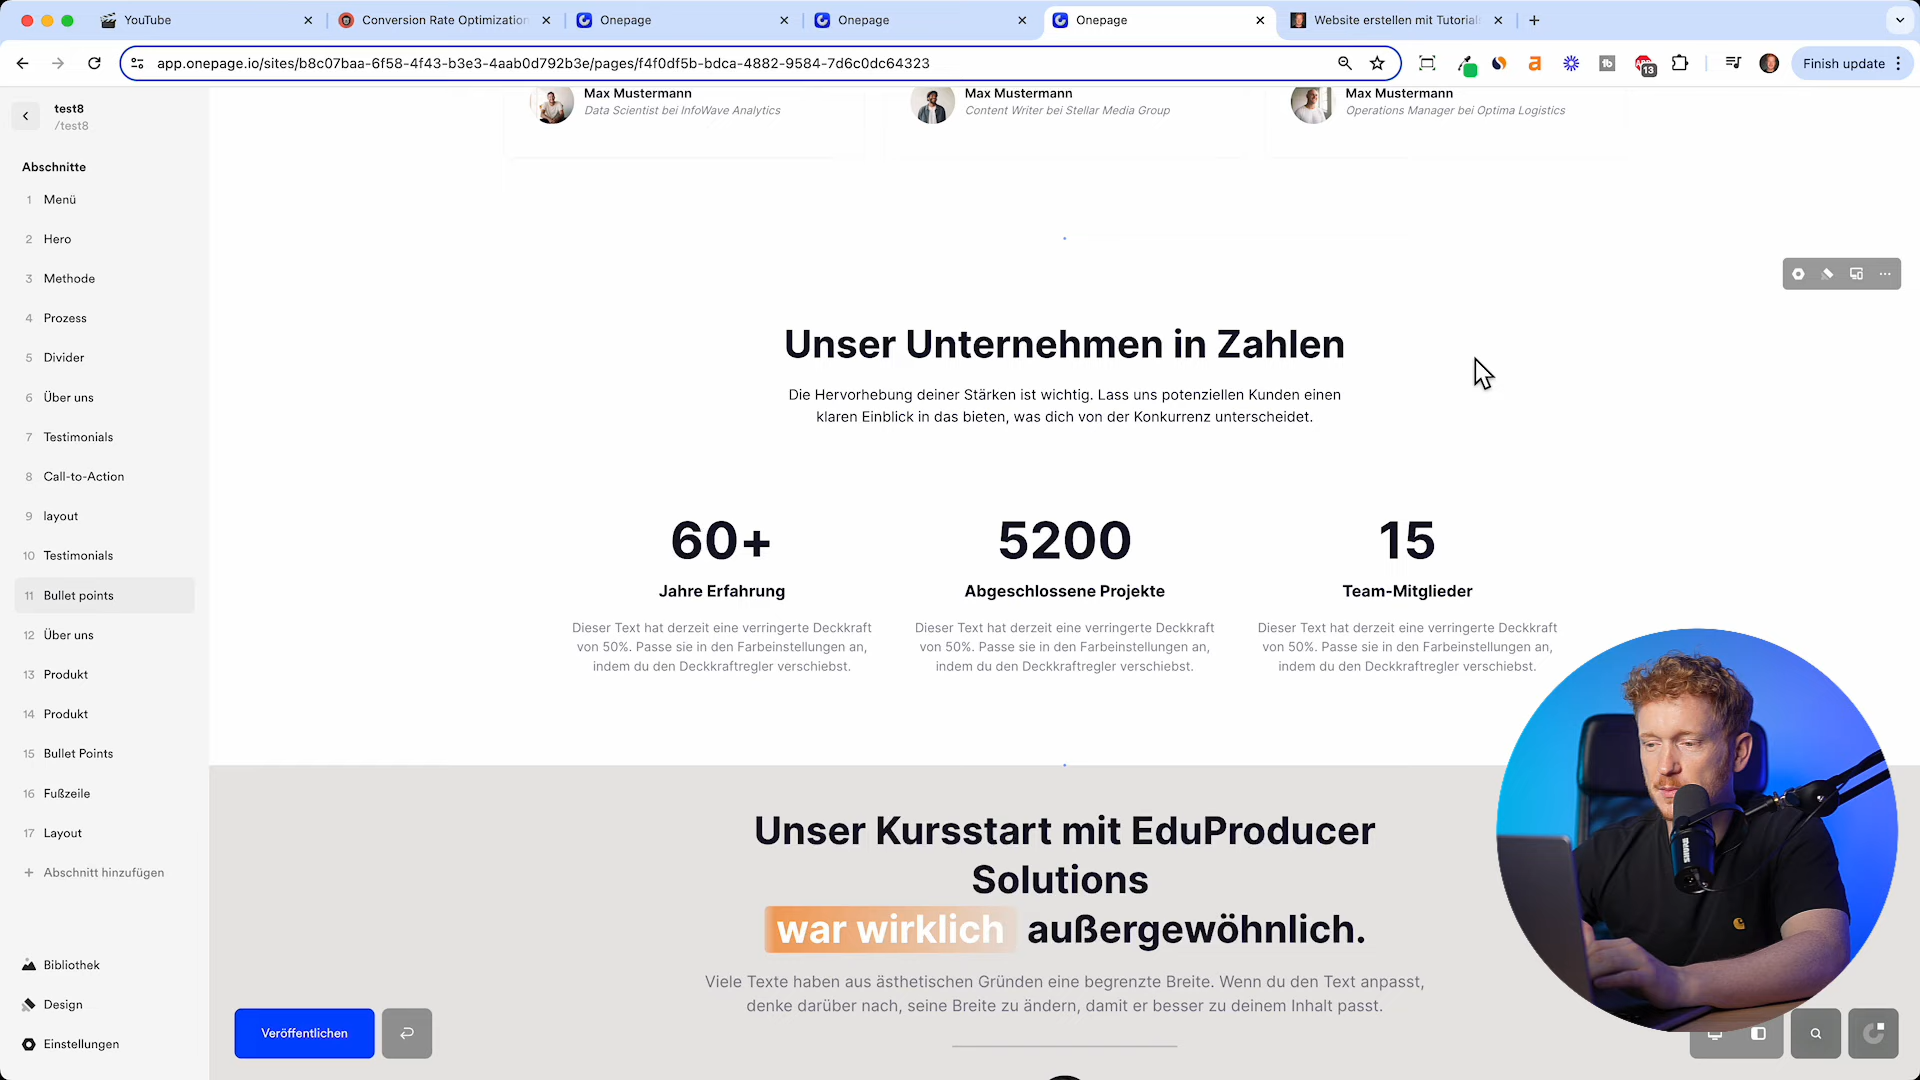 YouTube
Conversion Rate Optimization
Onepage
Onepage
Onepage
Website erstellen mit Tutorial
app.onepage.io/sites/b8c07baa-6f58-4f43-b3e3-4aab0d792b3e/pages/f4f0df5b-bdca-4882-9584-7d6c0dc64323
13
Finish update
test8
/test8
Abschnitte
1 Menü
2 Hero
3 Methode
4 Prozess
5 Divider
6 Über uns
7 Testimonials
8 Call-to-Action
9 layout
10 Testimonials
11 Bullet points
12 Über uns
13 Produkt
14 Produkt
15 Bullet Points
16 Fußzeile
17 Layout
+ Abschnitt hinzufügen
Bibliothek
Design
Einstellungen
Max Mustermann
Data Scientist bei InfoWave Analytics
Max Mustermann
Content Writer bei Stellar Media Group
Max Mustermann
Operations Manager bei Optima Logistics
Unser Unternehmen in Zahlen
Die Hervorhebung deiner Stärken ist wichtig. Lass uns potenziellen Kunden einen
klaren Einblick in das bieten, was dich von der Konkurrenz unterscheidet.
60+
Jahre Erfahrung
Dieser Text hat derzeit eine verringerte Deckkraft
von 50%. Passe sie in den Farbeinstellungen an,
indem du den Deckkraftregler verschiebst.
5200
Abgeschlossene Projekte
Dieser Text hat derzeit eine verringerte Deckkraft
von 50%. Passe sie in den Farbeinstellungen an,
indem du den Deckkraftregler verschiebst.
15
Team-Mitglieder
Dieser Text hat derzeit eine verringerte Deckkraft
von 50%. Passe sie in den Farbeinstellungen an,
indem du den Deckkraftregler verschiebst.
Unser Kursstart mit EduProducer
Solutions
war wirklich außergewöhnlich.
Viele Texte haben aus ästhetischen Gründen eine begrenzte Breite. Wenn du den Text anpasst,
denke darüber nach, seine Breite zu ändern, damit er besser zu deinem Inhalt passt.
Veröffentlichen
SHURE